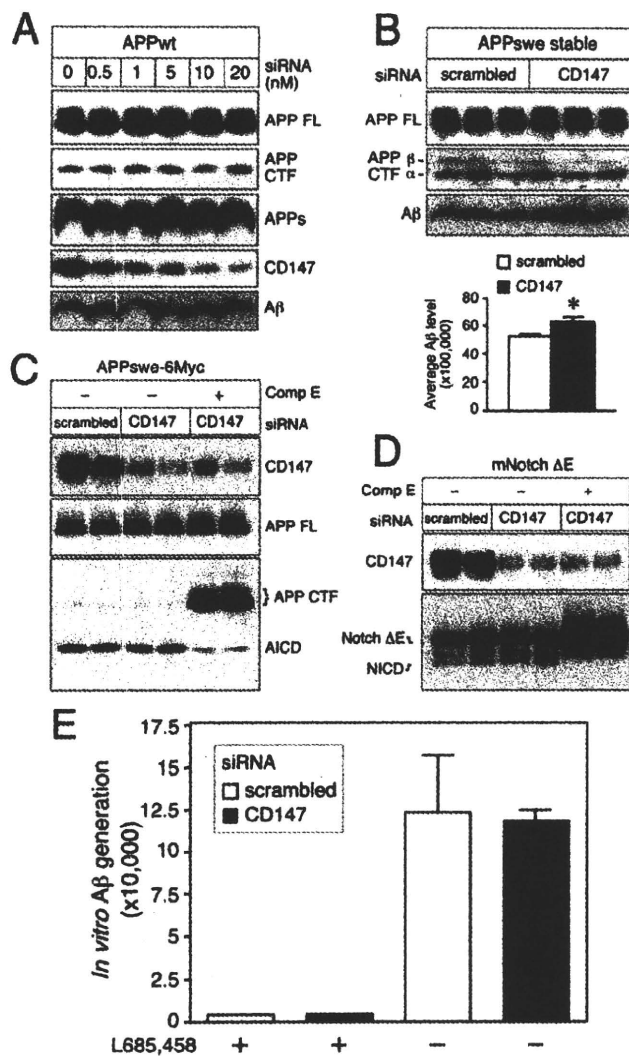 A
APPwt
0 0.5 1 5 10 20
siRNA
(nM)
APP FL
APP
CTF
APPs
CD147
Aβ
B
APPswe stable
siRNA scrambled CD147
APP FL
APP β -
CTF α -
Aβ
scrambled
CD147
*
Average Aβ level
(x100,000)
80
60
40
20
0
C
APPswe-6Myc
- - + Comp E
scrambled CD147 CD147 siRNA
CD147
APP FL
} APP CTF
AICD
D
mNotch ΔE
Comp E - - +
siRNA scrambled CD147 CD147
CD147
Notch ΔE
NICD
E
In vitro Aβ generation
(x10,000)
17.5
15
12.5
10
7.5
5
2.5
0
siRNA
scrambled
CD147
L685,458 + + - -